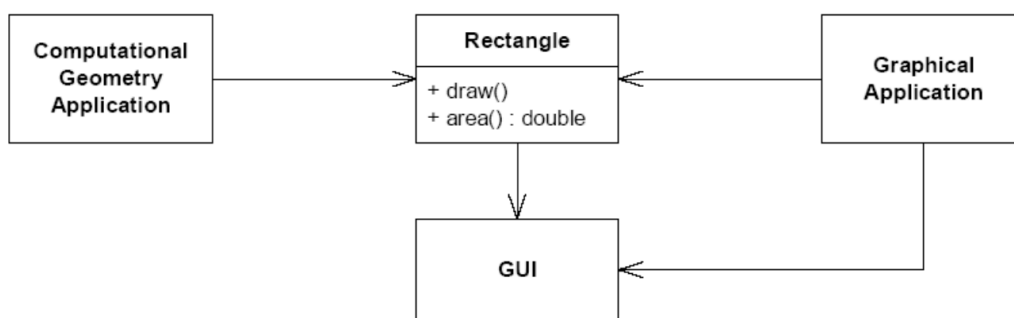 Computational
Geometry
Application
Rectangle
+ draw()
+ area() : double
Graphical
Application
GUI